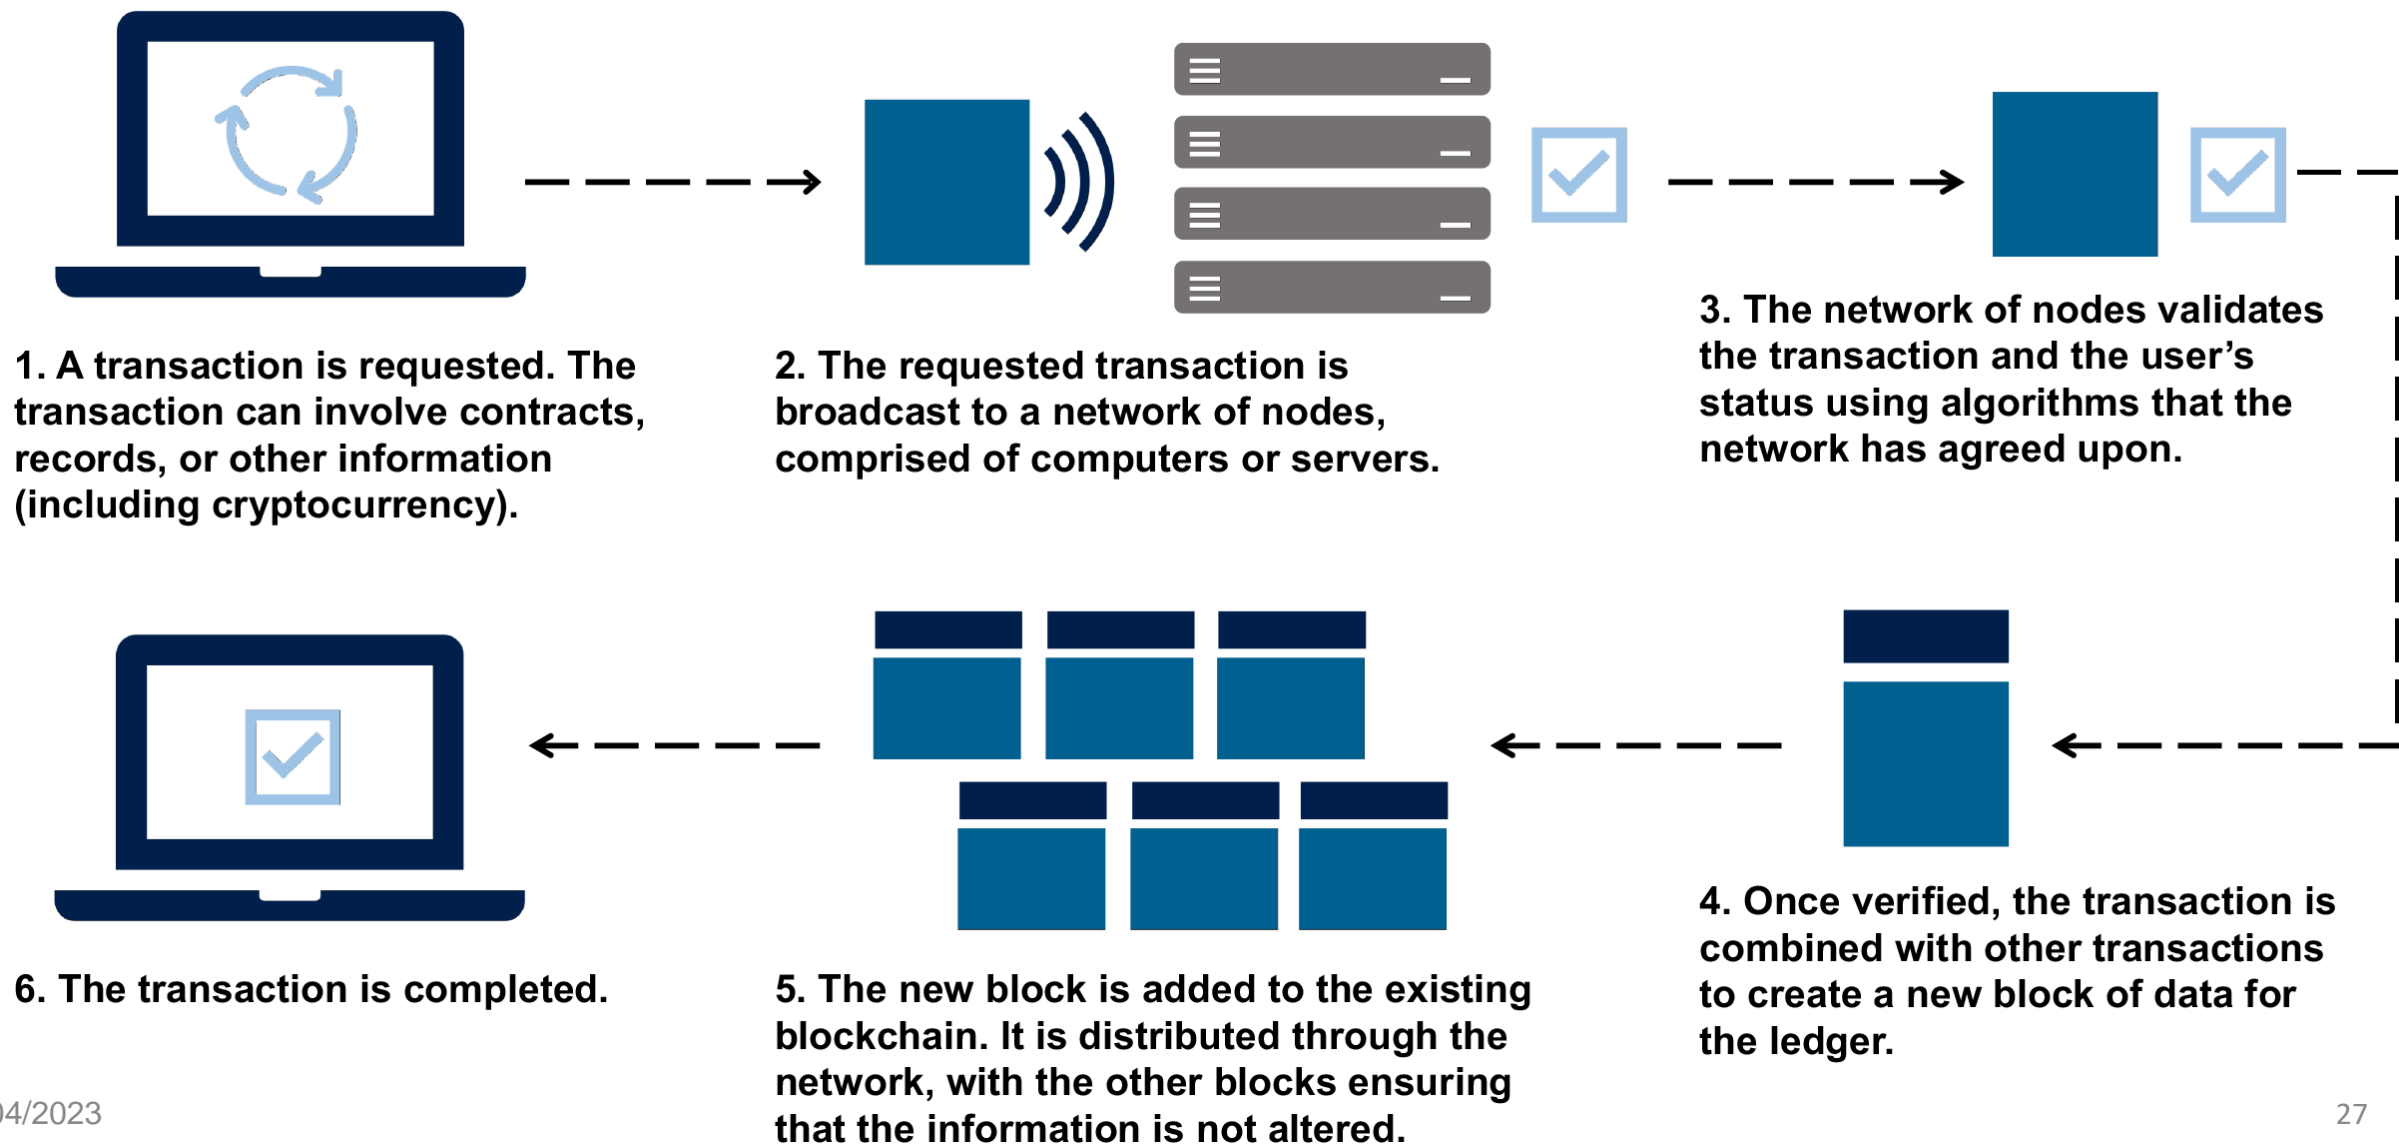 1. A transaction is requested. The
transaction can involve contracts,
records, or other information
(including cryptocurrency).
2. The requested transaction is
broadcast to a network of nodes,
comprised of computers or servers.
3. The network of nodes validates
the transaction and the user’s
status using algorithms that the
network has agreed upon.
4. Once verified, the transaction is
combined with other transactions
to create a new block of data for
the ledger.
5. The new block is added to the existing
blockchain. It is distributed through the
network, with the other blocks ensuring
that the information is not altered.
6. The transaction is completed.
04/2023
27